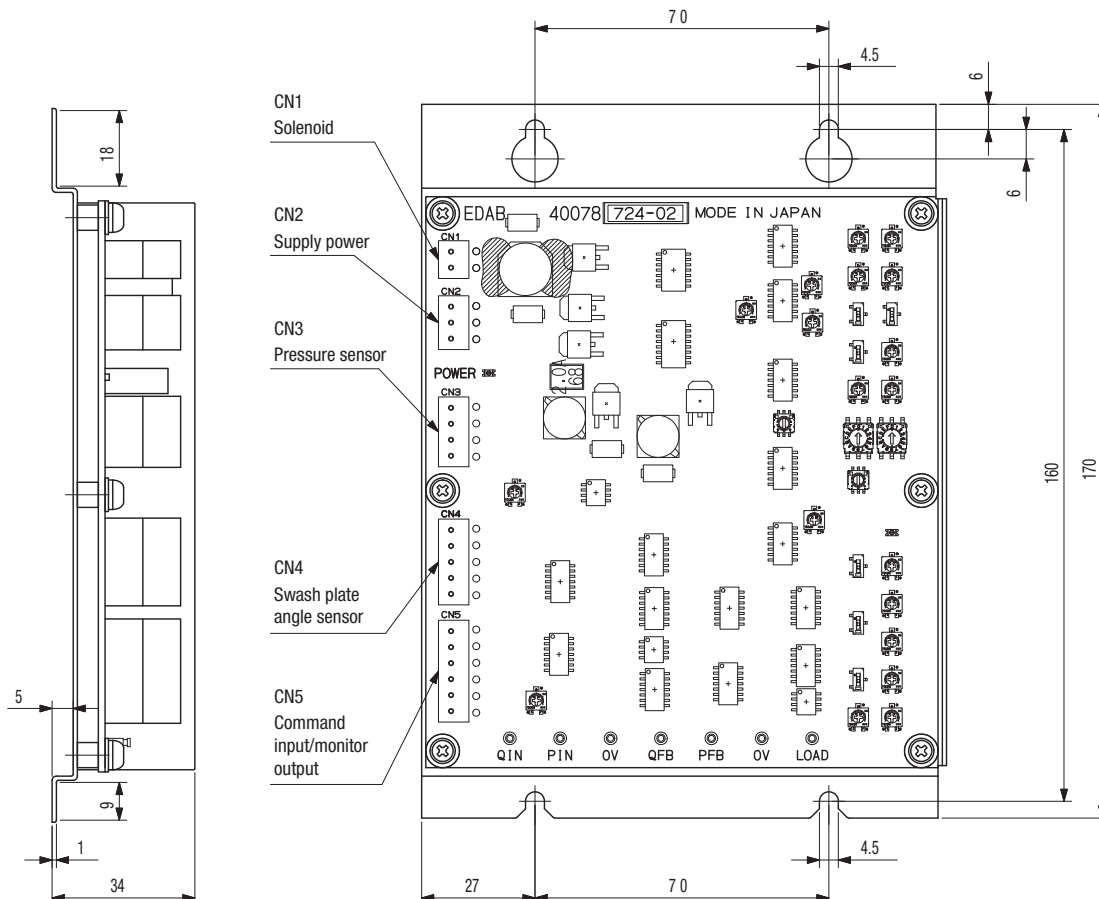 70
4.5
6
CN1
Solenoid
18
6
CN2
Supply power
EDAB 40078 724-02 MODE IN JAPAN
CN1
CN2
CN3
Pressure sensor
POWER
CN3
160
170
CN4
Swash plate
angle sensor
CN4
CN5
5
CN5
Command
input/monitor
output
QIN PIN 0V QFB PFB 0V LOAD
9
1
4.5
34
27
70